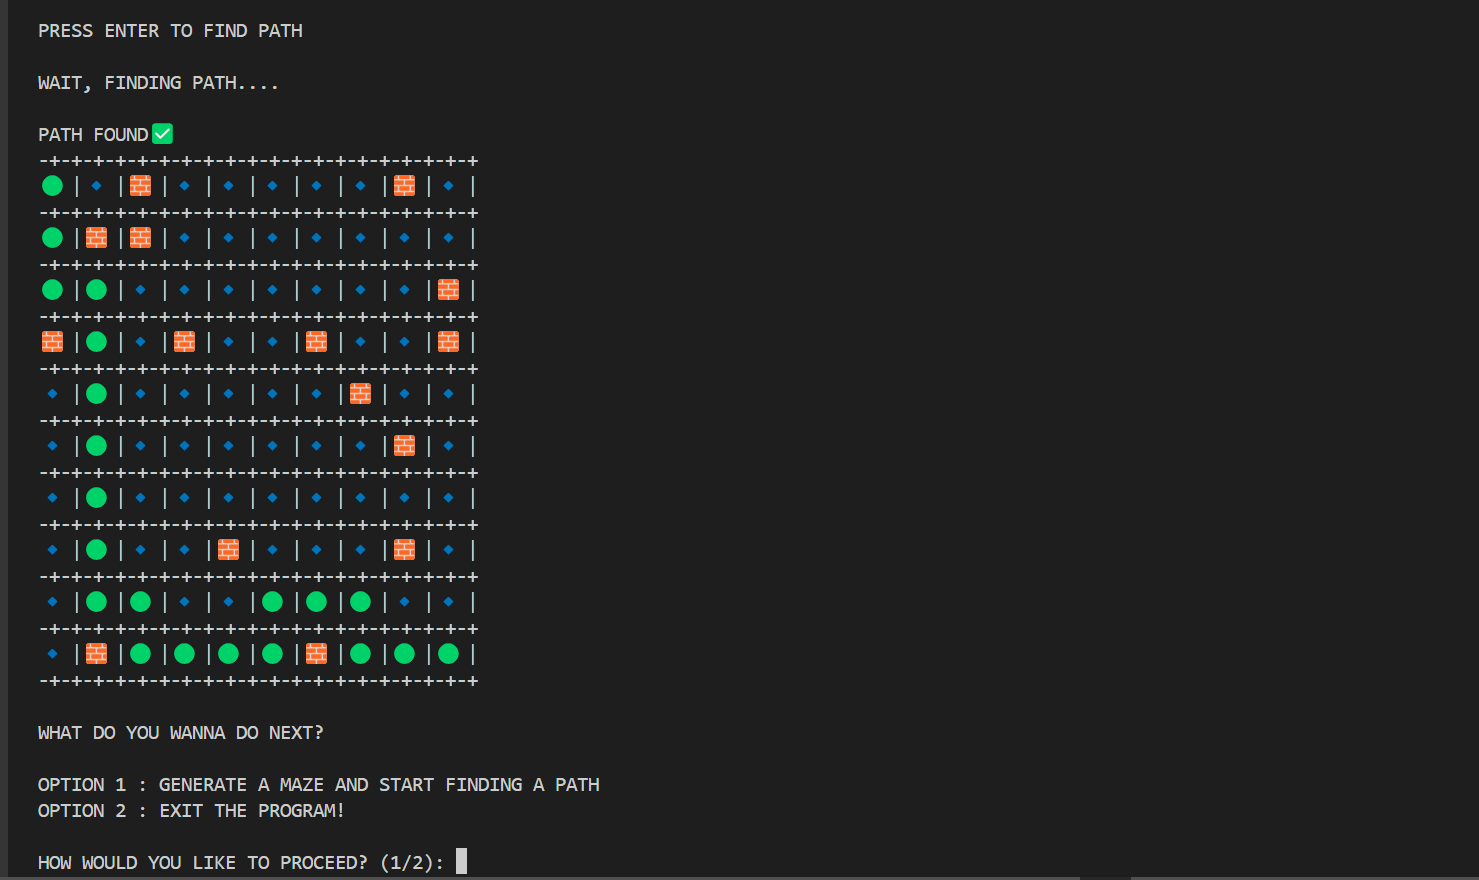 PRESS ENTER TO FIND PATH
WAIT, FINDING PATH....
PATH FOUND✅
-+-+-+-+-+-+-+-+-+-+-+-+-+-+-+-+-+-+-+-+
🟢 | 🔹 | 🧱 | 🔹 | 🔹 | 🔹 | 🔹 | 🔹 | 🧱 | 🔹 |
-+-+-+-+-+-+-+-+-+-+-+-+-+-+-+-+-+-+-+-+
🟢 | 🧱 | 🧱 | 🔹 | 🔹 | 🔹 | 🔹 | 🔹 | 🔹 | 🔹 |
-+-+-+-+-+-+-+-+-+-+-+-+-+-+-+-+-+-+-+-+
🟢 | 🟢 | 🔹 | 🔹 | 🔹 | 🔹 | 🔹 | 🔹 | 🔹 | 🧱 |
-+-+-+-+-+-+-+-+-+-+-+-+-+-+-+-+-+-+-+-+
🧱 | 🟢 | 🔹 | 🧱 | 🔹 | 🔹 | 🧱 | 🔹 | 🔹 | 🧱 |
-+-+-+-+-+-+-+-+-+-+-+-+-+-+-+-+-+-+-+-+
🔹 | 🟢 | 🔹 | 🔹 | 🔹 | 🔹 | 🔹 | 🧱 | 🔹 | 🔹 |
-+-+-+-+-+-+-+-+-+-+-+-+-+-+-+-+-+-+-+-+
🔹 | 🟢 | 🔹 | 🔹 | 🔹 | 🔹 | 🔹 | 🔹 | 🧱 | 🔹 |
-+-+-+-+-+-+-+-+-+-+-+-+-+-+-+-+-+-+-+-+
🔹 | 🟢 | 🔹 | 🔹 | 🔹 | 🔹 | 🔹 | 🔹 | 🔹 | 🔹 |
-+-+-+-+-+-+-+-+-+-+-+-+-+-+-+-+-+-+-+-+
🔹 | 🟢 | 🔹 | 🔹 | 🧱 | 🔹 | 🔹 | 🔹 | 🧱 | 🔹 |
-+-+-+-+-+-+-+-+-+-+-+-+-+-+-+-+-+-+-+-+
🔹 | 🟢 | 🟢 | 🔹 | 🔹 | 🟢 | 🟢 | 🟢 | 🔹 | 🔹 |
-+-+-+-+-+-+-+-+-+-+-+-+-+-+-+-+-+-+-+-+
🔹 | 🧱 | 🟢 | 🟢 | 🟢 | 🟢 | 🧱 | 🟢 | 🟢 | 🟢 |
-+-+-+-+-+-+-+-+-+-+-+-+-+-+-+-+-+-+-+-+
WHAT DO YOU WANNA DO NEXT?
OPTION 1 : GENERATE A MAZE AND START FINDING A PATH
OPTION 2 : EXIT THE PROGRAM!
HOW WOULD YOU LIKE TO PROCEED? (1/2):